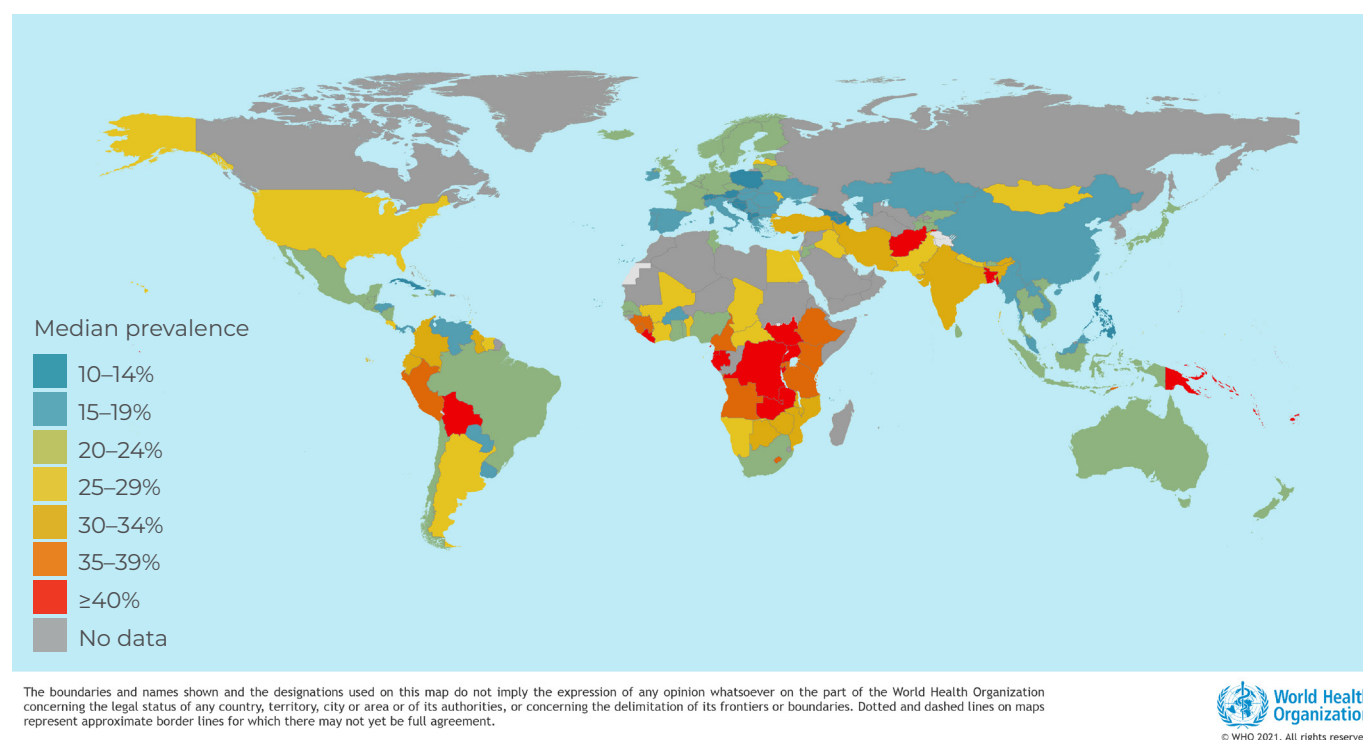 Median prevalence
10–14%
15–19%
20–24%
25–29%
30–34%
35–39%
≥40%
No data
The boundaries and names shown and the designations used on this map do not imply the expression of any opinion whatsoever on the part of the World Health Organization
concerning the legal status of any country, territory, city or area or of its authorities, or concerning the delimitation of its frontiers or boundaries. Dotted and dashed lines on maps
represent approximate border lines for which there may not yet be full agreement.
World Health
Organization
© WHO 2021. All rights reserve